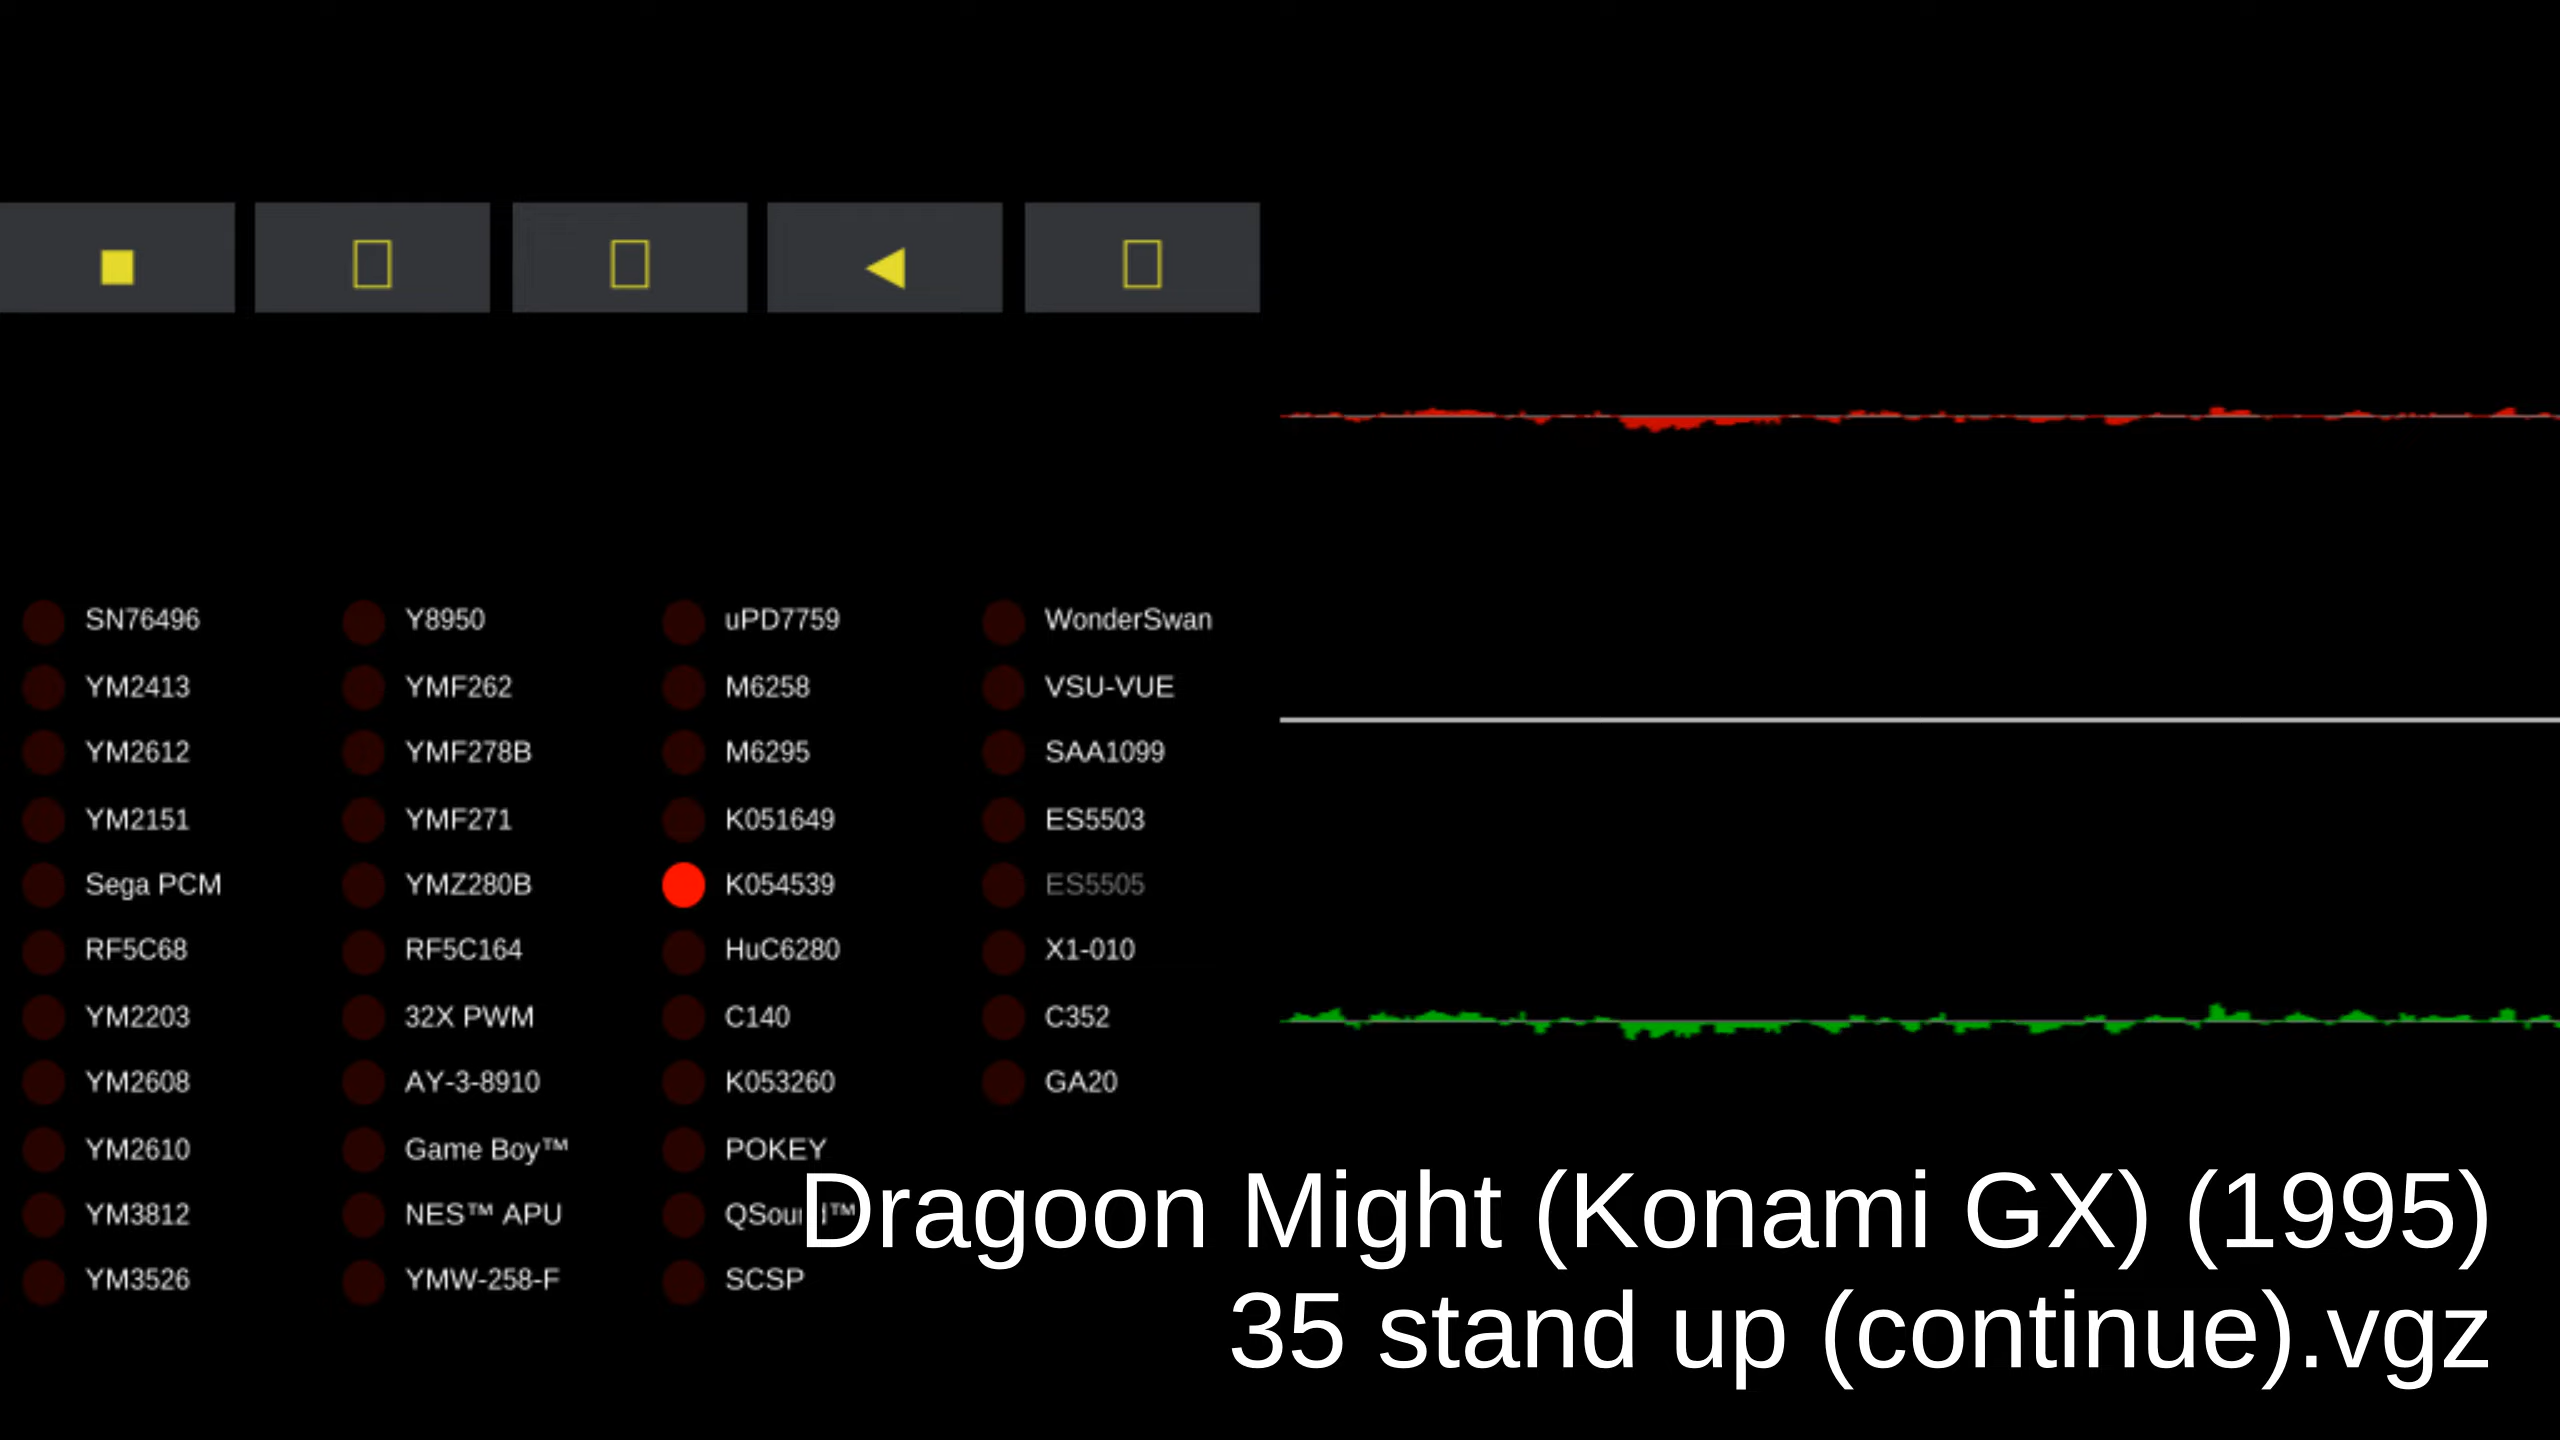 SN76496
YM2413
YM2612
YM2151
Sega PCM
RF5C68
YM2203
YM2608
YM2610
YM3812
YM3526
Y8950
YMF262
YMF278B
YMF271
YMZ280B
RF5C164
32X PWM
AY-3-8910
Game Boy™
NES™ APU
YMW-258-F
uPD7759
M6258
M6295
K051649
K054539
HuC6280
C140
K053260
POKEY
QSound™
SCSP
WonderSwan
VSU-VUE
SAA1099
ES5503
ES5505
X1-010
C352
GA20
Dragoon Might (Konami GX) (1995)
35 stand up (continue).vgz